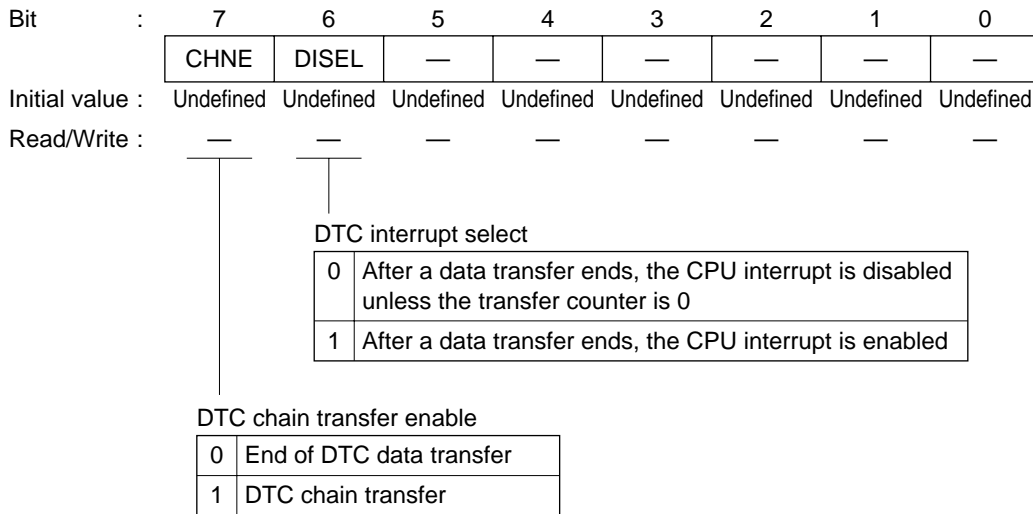 Bit : 7 6 5 4 3 2 1 0
CHNE DISEL — — — — — —
Initial value : Undefined Undefined Undefined Undefined Undefined Undefined Undefined Undefined
Read/Write : — — — — — — — —
DTC interrupt select
0 After a data transfer ends, the CPU interrupt is disabled
unless the transfer counter is 0
1 After a data transfer ends, the CPU interrupt is enabled
DTC chain transfer enable
0 End of DTC data transfer
1 DTC chain transfer